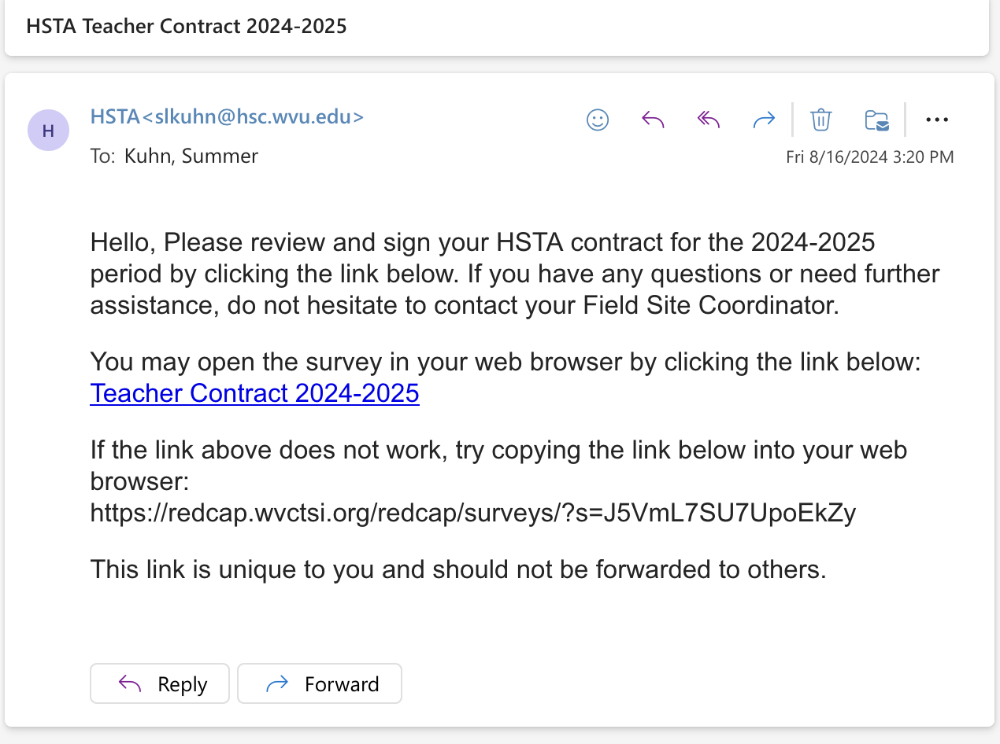 HSTA Teacher Contract 2024-2025
H
HSTA<slkuhn@hsc.wvu.edu>
To: Kuhn, Summer
Fri 8/16/2024 3:20 PM
Hello, Please review and sign your HSTA contract for the 2024-2025
period by clicking the link below. If you have any questions or need further
assistance, do not hesitate to contact your Field Site Coordinator.
You may open the survey in your web browser by clicking the link below:
Teacher Contract 2024-2025
If the link above does not work, try copying the link below into your web
browser:
https://redcap.wvctsi.org/redcap/surveys/?s=J5VmL7SU7UpoEkZy
This link is unique to you and should not be forwarded to others.
Reply
Forward